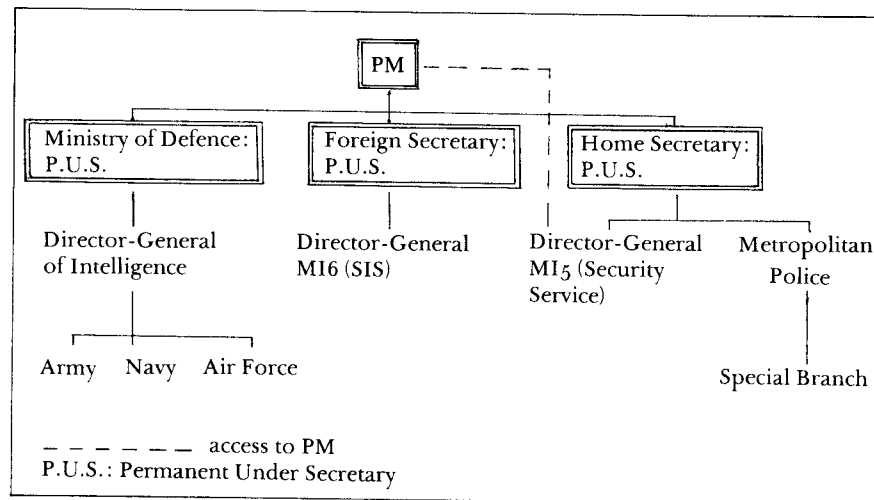 PM
Ministry of Defence:
P.U.S.
Foreign Secretary:
P.U.S.
Home Secretary:
P.U.S.
Director-General
of Intelligence
Director-General
MI6 (SIS)
Director-General
MI5 (Security
Service)
Metropolitan
Police
Army Navy Air Force
Special Branch
access to PM
P.U.S.: Permanent Under Secretary